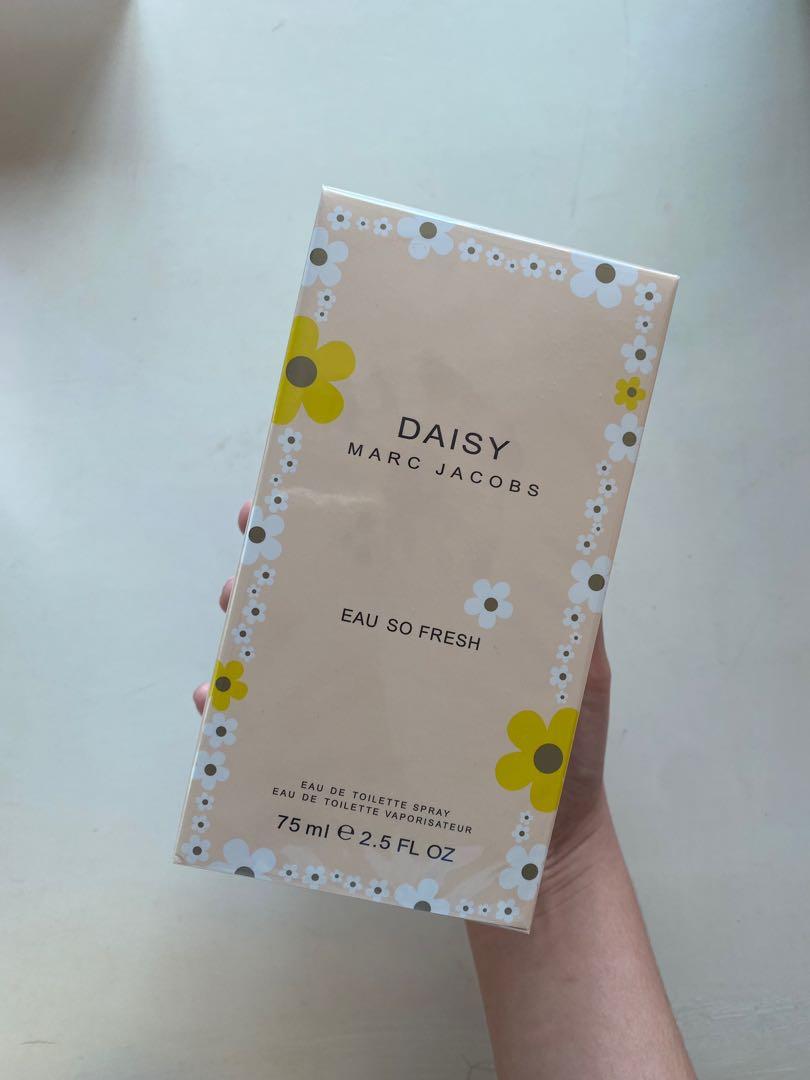 DAISY
MARC JACOBS
EAU SO FRESH
EAU DE TOILETTE SPRAY
EAU DE TOILETTE VAPORISATEUR
75 ml ℮ 2.5 FL OZ